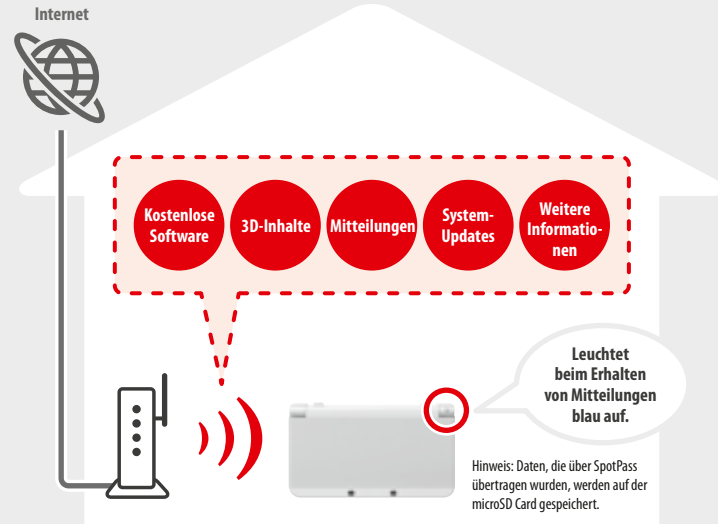 Internet
Kostenlose
Software
3D-Inhalte
Mitteilungen
System-
Updates
Weitere
Informatio-
nen
Leuchtet
beim Erhalten
von Mitteilungen
blau auf.
Hinweis: Daten, die über SpotPass
übertragen wurden, werden auf der
microSD Card gespeichert.